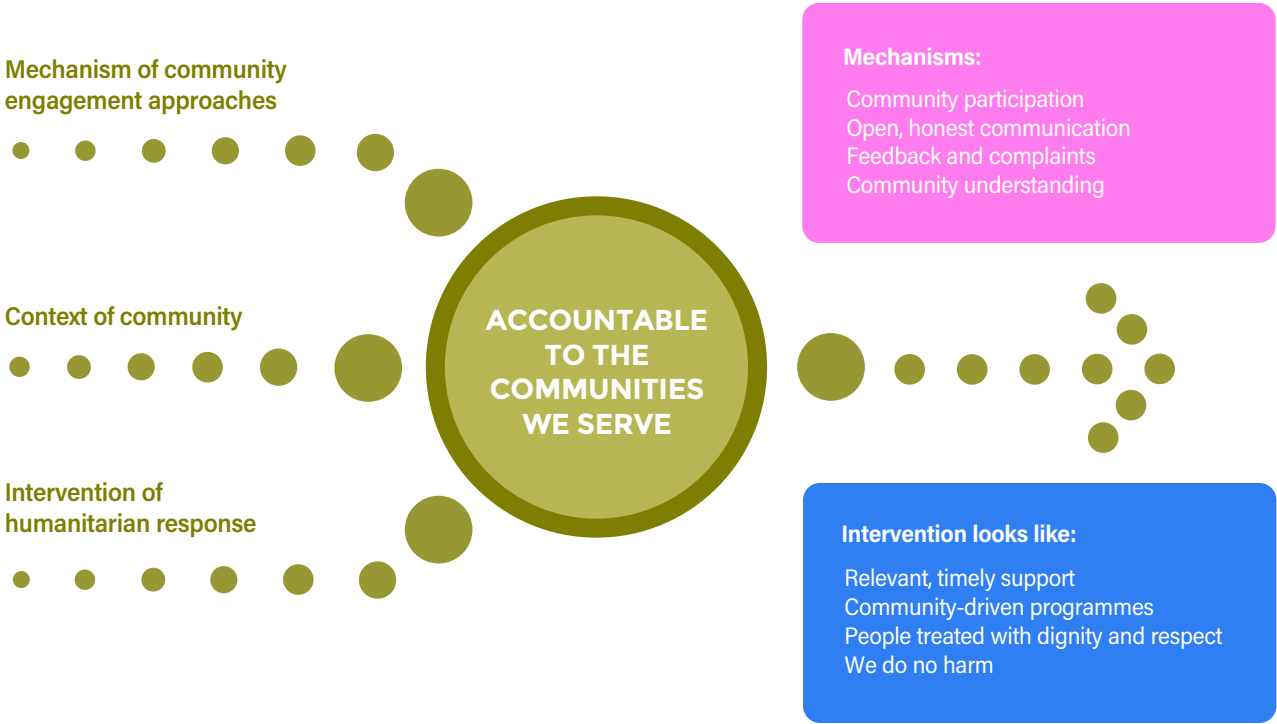 Mechanism of community
engagement approaches
Context of community
Intervention of
humanitarian response
ACCOUNTABLE
TO THE
COMMUNITIES
WE SERVE
Mechanisms:
Community participation
Open, honest communication
Feedback and complaints
Community understanding
Intervention looks like:
Relevant, timely support
Community-driven programmes
People treated with dignity and respect
We do no harm